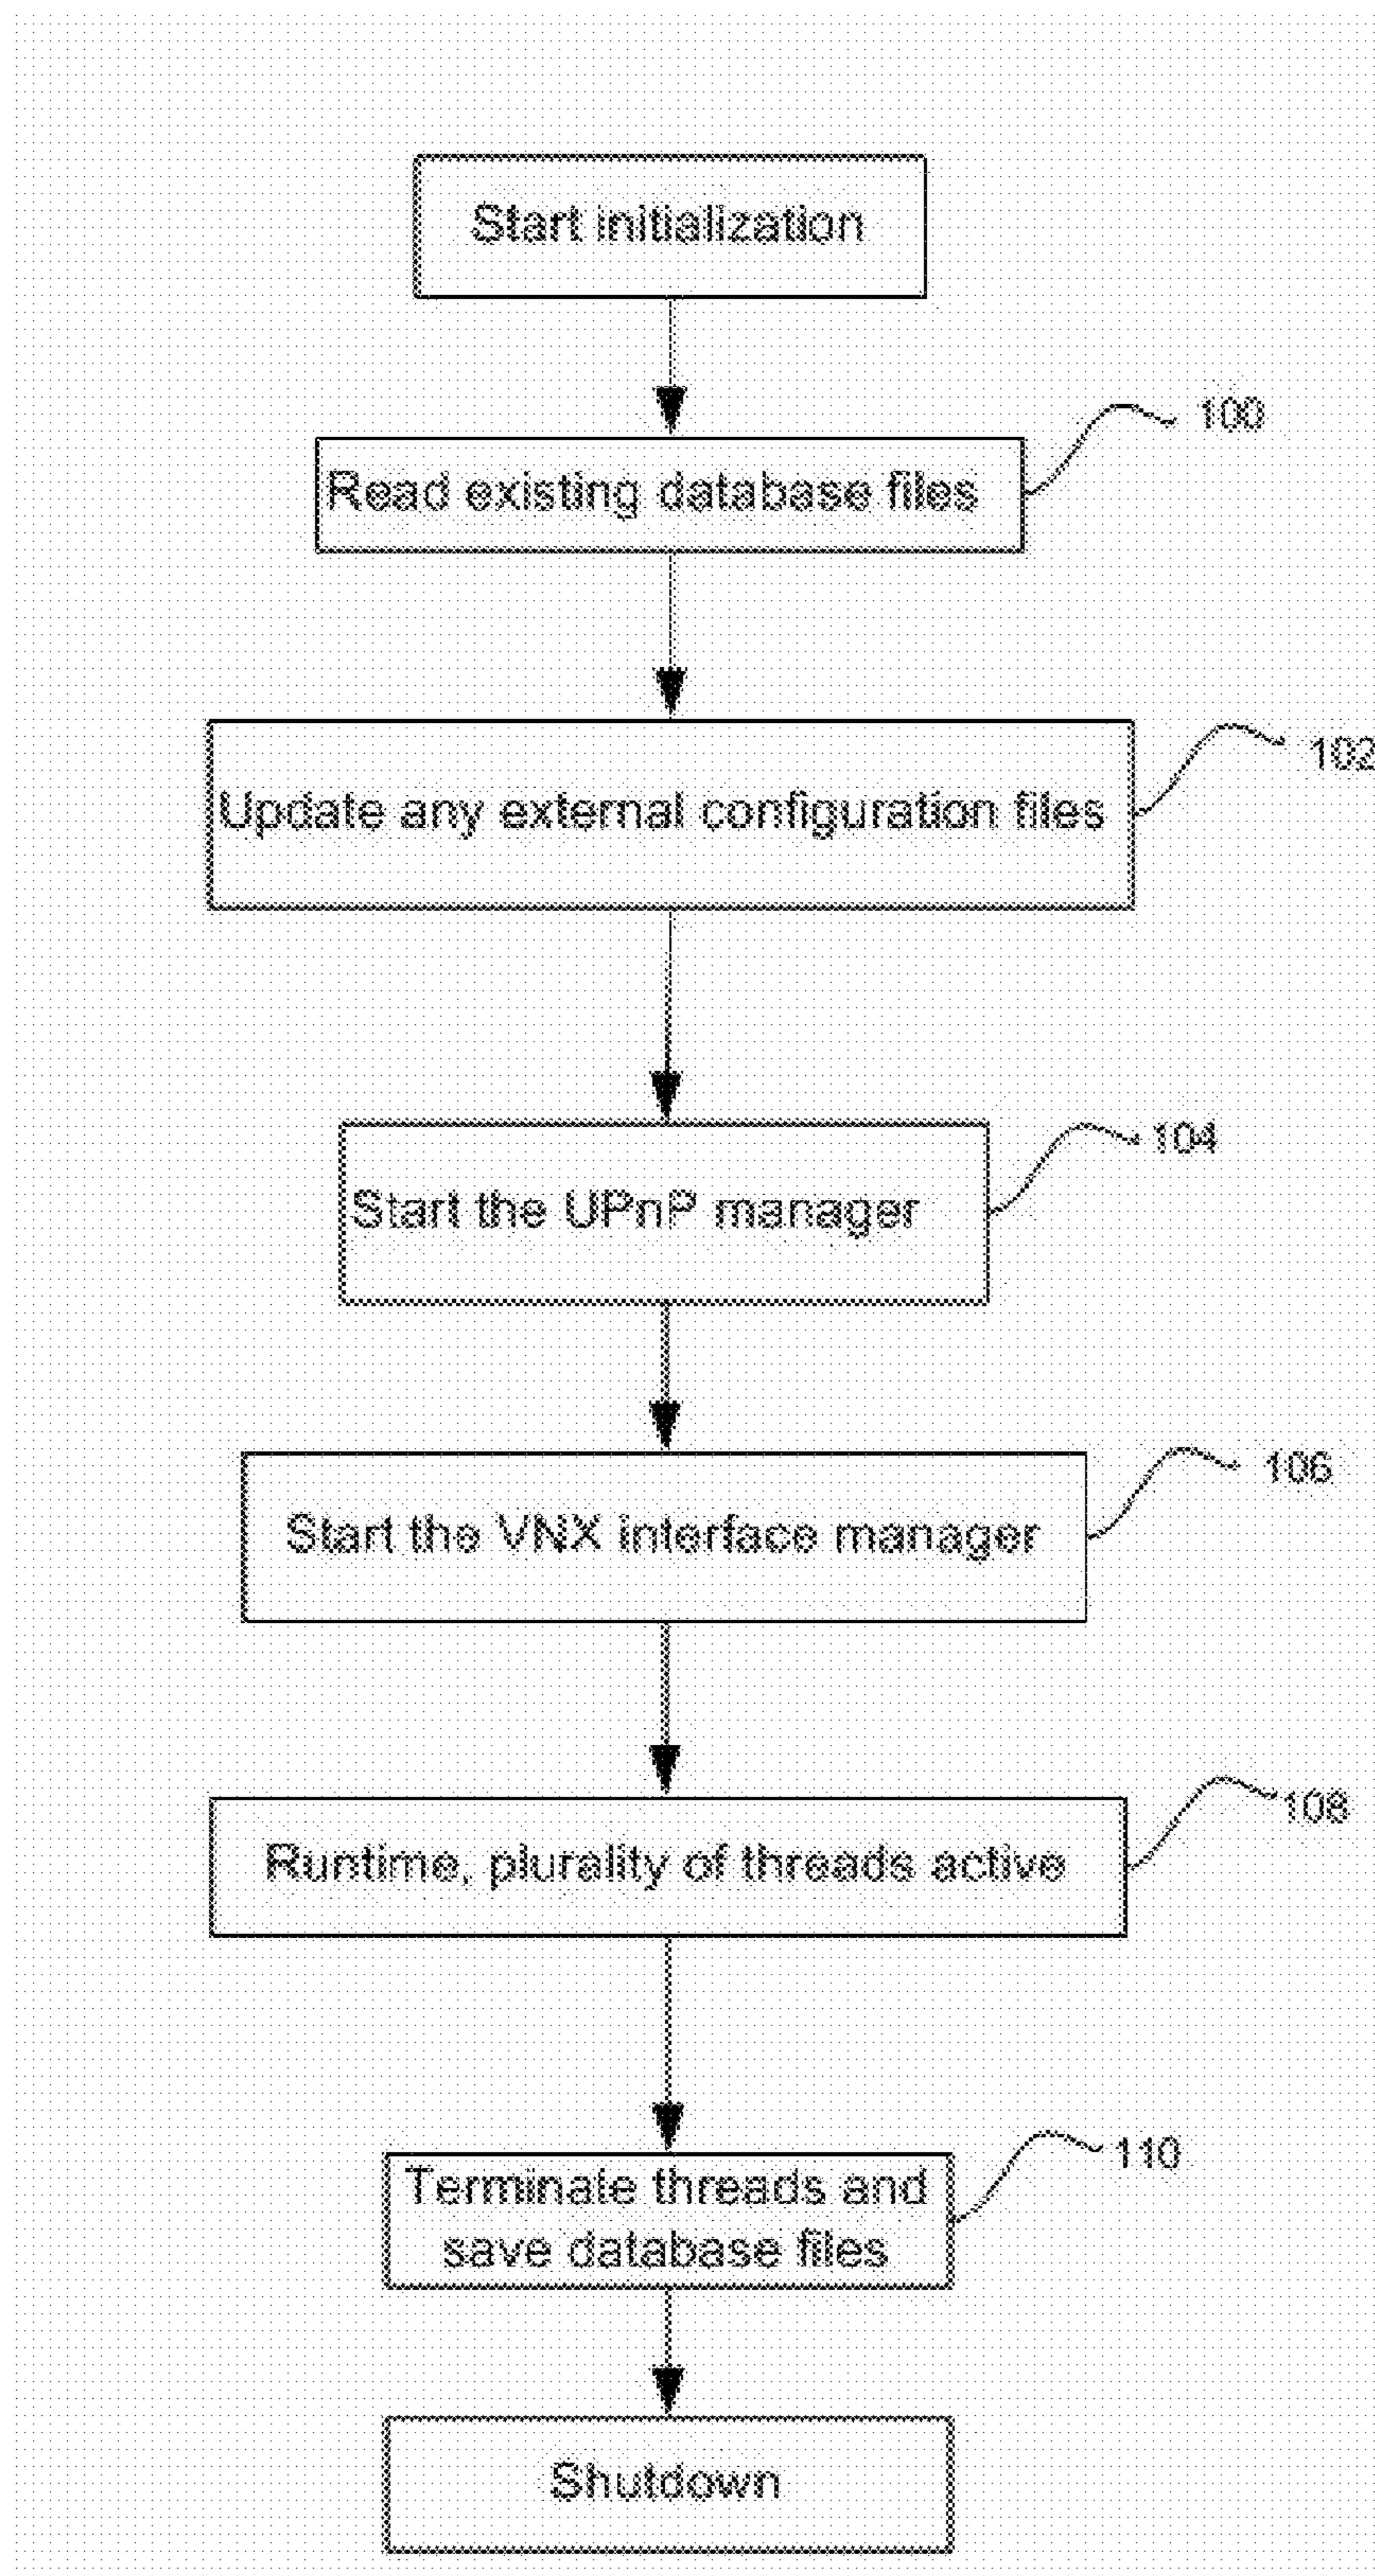 Start initialization
100
Read existing database files
102
Update any external configuration files
104
Start the UPnP manager
106
Start the VNX interface manager
108
Runtime, plurality of threads active
110
Terminate threads and
save database files
Shutdown